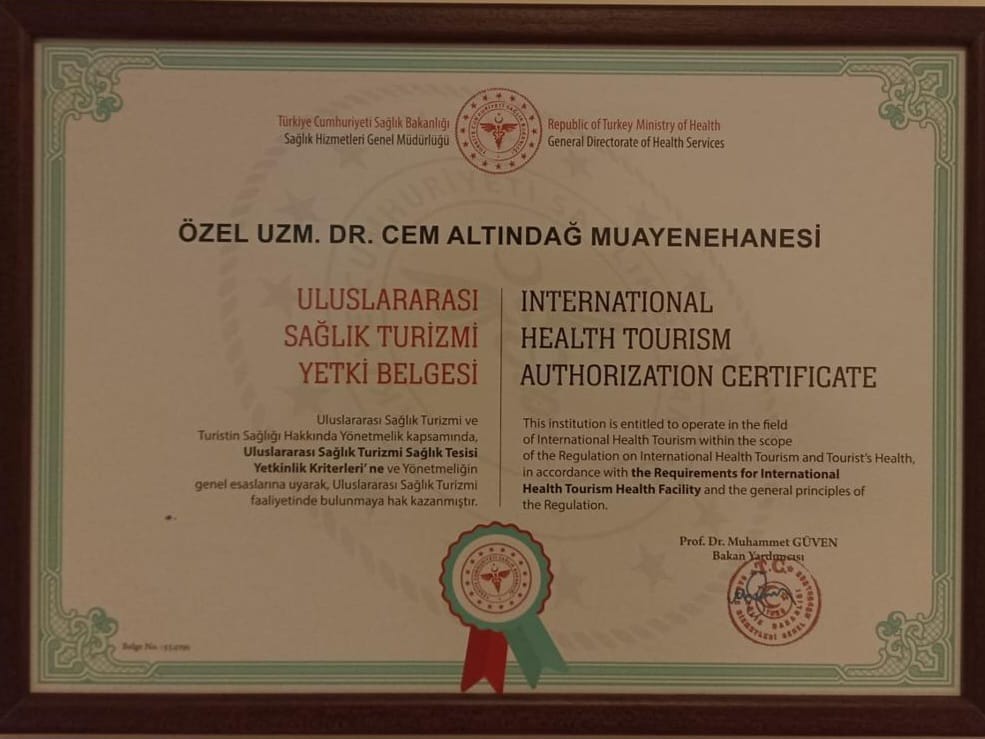 Türkiye Cumhuriyeti Sağlık Bakanlığı
Sağlık Hizmetleri Genel Müdürlüğü
Republic of Turkey Ministry of Health
General Directorate of Health Services
ÖZEL UZM. DR. CEM ALTINDAĞ MUAYENEHANESİ
ULUSLARARASI
SAĞLIK TURİZMİ
YETKİ BELGESİ
INTERNATIONAL
HEALTH TOURISM
AUTHORIZATION CERTIFICATE
Uluslararası Sağlık Turizmi ve
Turistin Sağlığı Hakkında Yönetmelik kapsamında,
Uluslararası Sağlık Turizmi Sağlık Tesisi
Yetkinlik Kriterleri' ne ve Yönetmeliğin
genel esaslarına uyarak, Uluslararası Sağlık Turizmi
faaliyetinde bulunmaya hak kazanmıştır.
This institution is entitled to operate in the field
of International Health Tourism within the scope
of the Regulation on International Health Tourism and Tourist's Health,
in accordance with the Requirements for International
Health Tourism Health Facility and the general principles of
the Regulation.
Prof. Dr. Muhammet GÜVEN
Bakan Yardımcısı
T.C.
Belge No. :